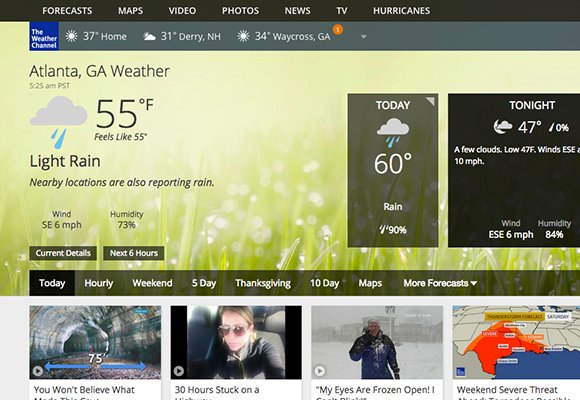 FORECASTS MAPS VIDEO PHOTOS NEWS TV HURRICANES
The
Weather
Channel
37° Home 31° Derry, NH 34° Waycross, GA 1
Atlanta, GA Weather
5:25 am PST
55°F
Feels Like 55°
Light Rain
Nearby locations are also reporting rain.
Wind Humidity
SE 6 mph 73%
Current Details Next 6 Hours
TODAY
60°
Rain
90%
TONIGHT
47° 0%
A few clouds. Low 47F. Winds ESE a
10 mph.
Wind Humidity
ESE 6 mph 84%
Today Hourly Weekend 5 Day Thanksgiving 10 Day Maps More Forecasts
75'
You Won't Believe What
Made This Cave
30 Hours Stuck on a
Highway
"My Eyes Are Frozen Open! I
Can't Blink!"
THUNDERSTORM FORECAST SATURDAY
SEVERE
Weekend Severe Threat
Ahead: Tornadoes Possible